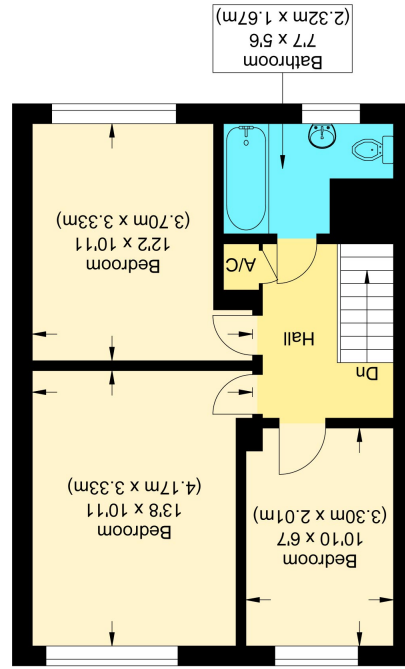 Bedroom
10'10 x 6'7
(3.30m x 2.01m)
Bedroom
13'8 x 10'11
(4.17m x 3.33m)
Dn
Hall
A/C
Bedroom
12'2 x 10'11
(3.70m x 3.33m)
Bathroom
7'7 x 5'6
(2.32m x 1.67m)